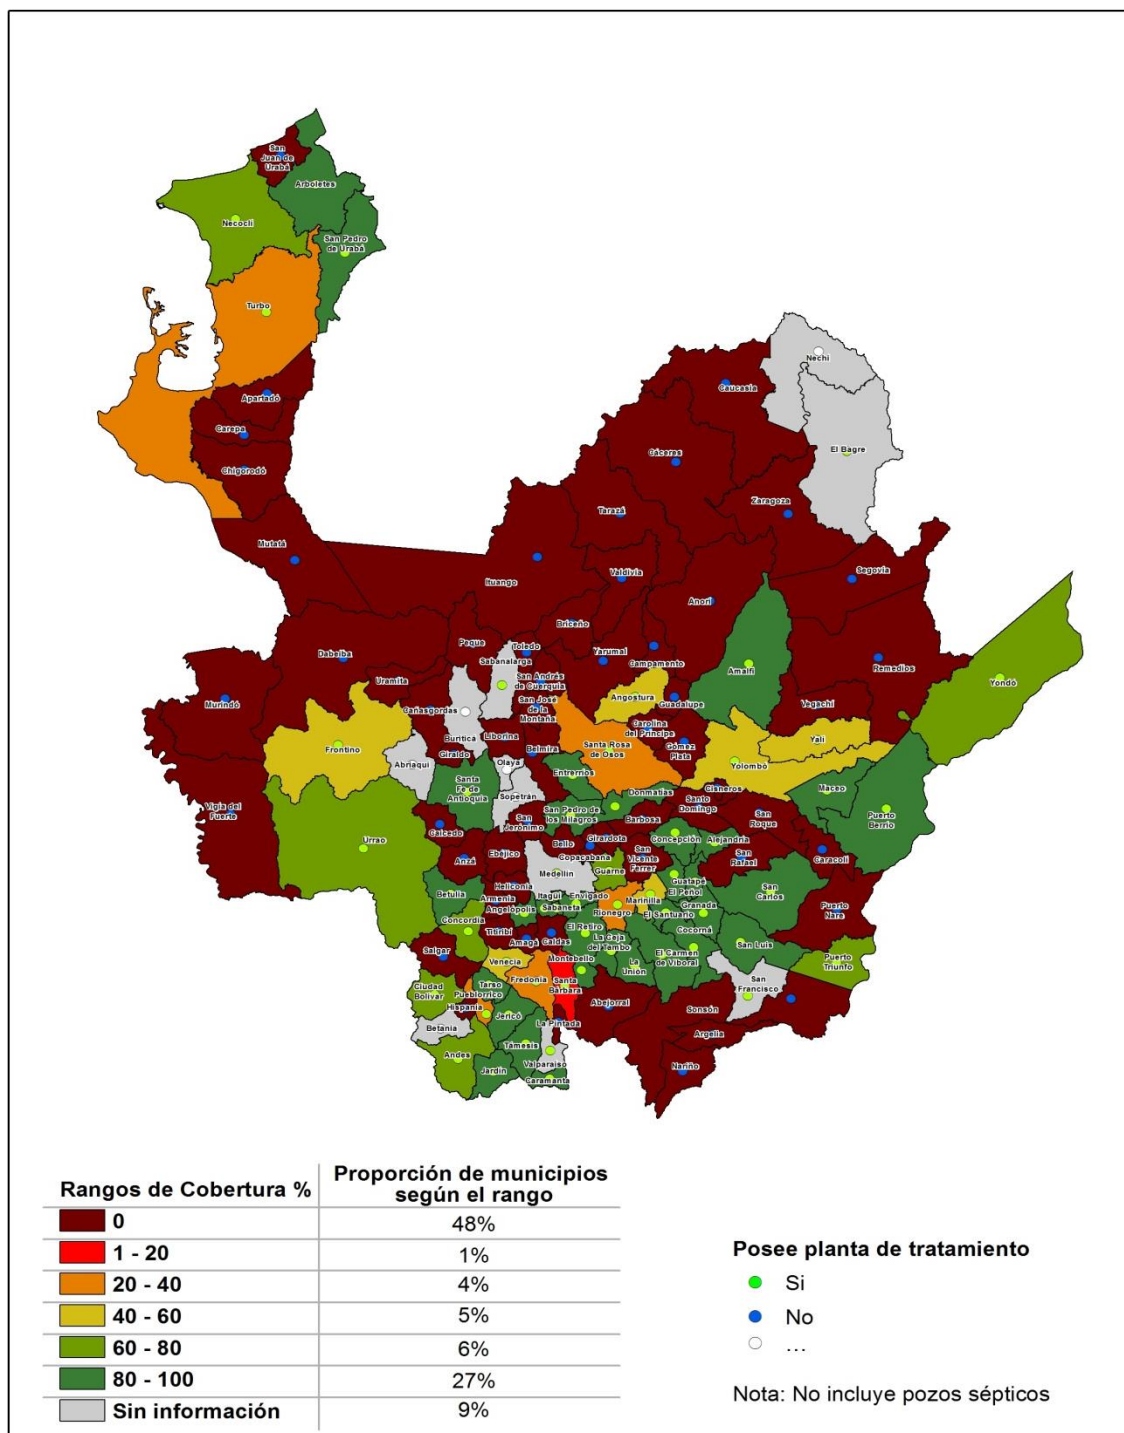 San
Juan de
Urabá
Arboletes
Necoclí
San Pedro
de Urabá
Turbo
Nechí
Caucasia
Apartadó
Carepa
El Bagre
Cáceres
Chigorodó
Zaragoza
Tarazá
Mutatá
Segovia
Valdivia
Ituango
Anorí
Briceño
Peque
Toledo
Yarumal
Dabeiba
Sabanalarga
Campamento
Remedios
Amalfi
San Andrés
de Cuerquia
Uramita
Yondó
Angostura
Murindó
San José
de la
Montaña
Guadalupe
Vegachí
Cañasgordas
Carolina
del Príncipe
Buriticá
Liborina
Yalí
Frontino
Giraldo
Belmira
Santa Rosa
de Osos
Gómez
Plata
Abriaquí
Olaya
Yolombó
Entrerrios
Santa
Fe de
Antioquia
Cisneros
Maceo
Sopetrán
Donmatías
Santo
Domingo
Vigía del
Fuerte
San Pedro de
los Milagros
Puerto
Berrío
Barbosa
San
Roque
San
Jerónimo
Caicedo
Girardota
Urrao
Bello
Concepción
Alejandría
Ebéjico
Copacabana
San
Vicente
Ferrer
Anzá
San
Rafael
Caracolí
Medellín
Guarne
Guatapé
Heliconia
El Peñol
Betulia
Armenia
Itagüí
Envigado
Marinilla
San
Carlos
Angelópolis
Sabaneta
Rionegro
Granada
Puerto
Nare
El Santuario
Concordia
Titiribí
El Retiro
Cocorná
Amagá
Caldas
La Ceja
del Tambo
San Luis
Salgar
Montebello
El Carmen
de Viboral
Venecia
La
Unión
Puerto
Triunfo
Fredonia
Santa
Bárbara
San
Francisco
Tarso
Ciudad
Bolívar
Pueblorrico
Hispania
Abejorral
Sonsón
Jericó
Betania
La Pintada
Argelia
Támesis
Andes
Valparaíso
Jardín
Nariño
Caramanta
Rangos de Cobertura %
Proporción de municipios
según el rango
0 48%
1 - 20 1%
20 - 40 4%
40 - 60 5%
60 - 80 6%
80 - 100 27%
Sin información 9%
Posee planta de tratamiento
Si
No
...
Nota: No incluye pozos sépticos